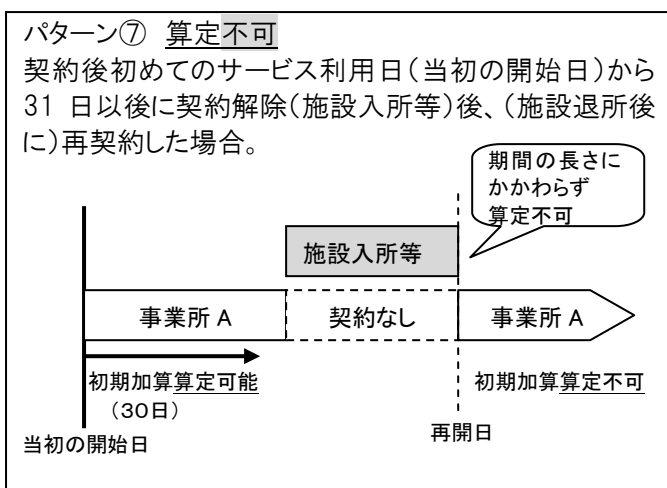 パターン⑦ 算定不可
契約後初めてのサービス利用日(当初の開始日)から
31 日以後に契約解除(施設入所等)後、(施設退所後
に)再契約した場合。
期間の長さに
かかわらず
算定不可
施設入所等
事業所 A
契約なし
事業所 A
初期加算算定可能
(30日)
初期加算算定不可
当初の開始日
再開日